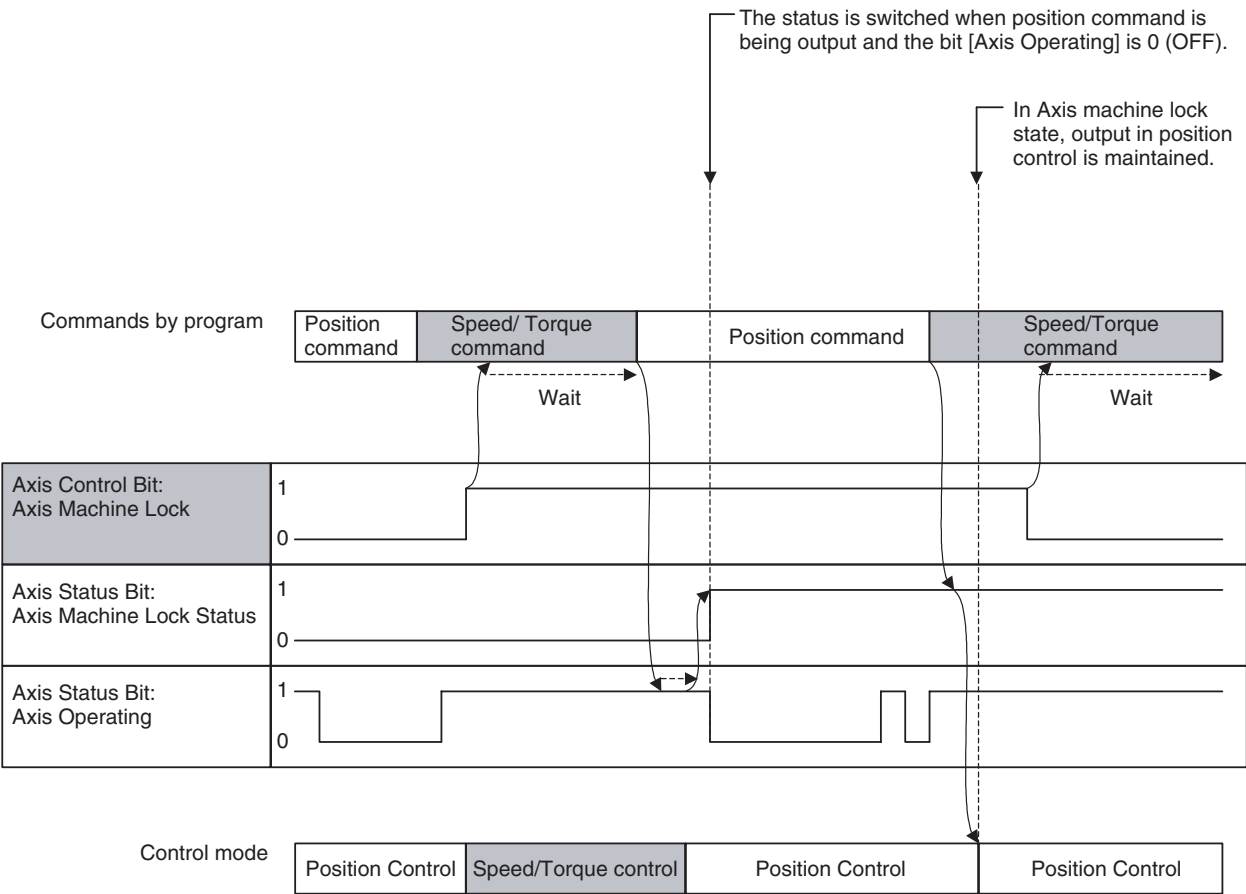 The status is switched when position command is
being output and the bit [Axis Operating] is 0 (OFF).
In Axis machine lock
state, output in position
control is maintained.
Commands by program
Position
command
Speed/ Torque
command
Position command
Speed/Torque
command
Wait
Wait
Axis Control Bit:
Axis Machine Lock
1
0
Axis Status Bit:
Axis Machine Lock Status
1
0
Axis Status Bit:
Axis Operating
1
0
Control mode
Position Control
Speed/Torque control
Position Control
Position Control